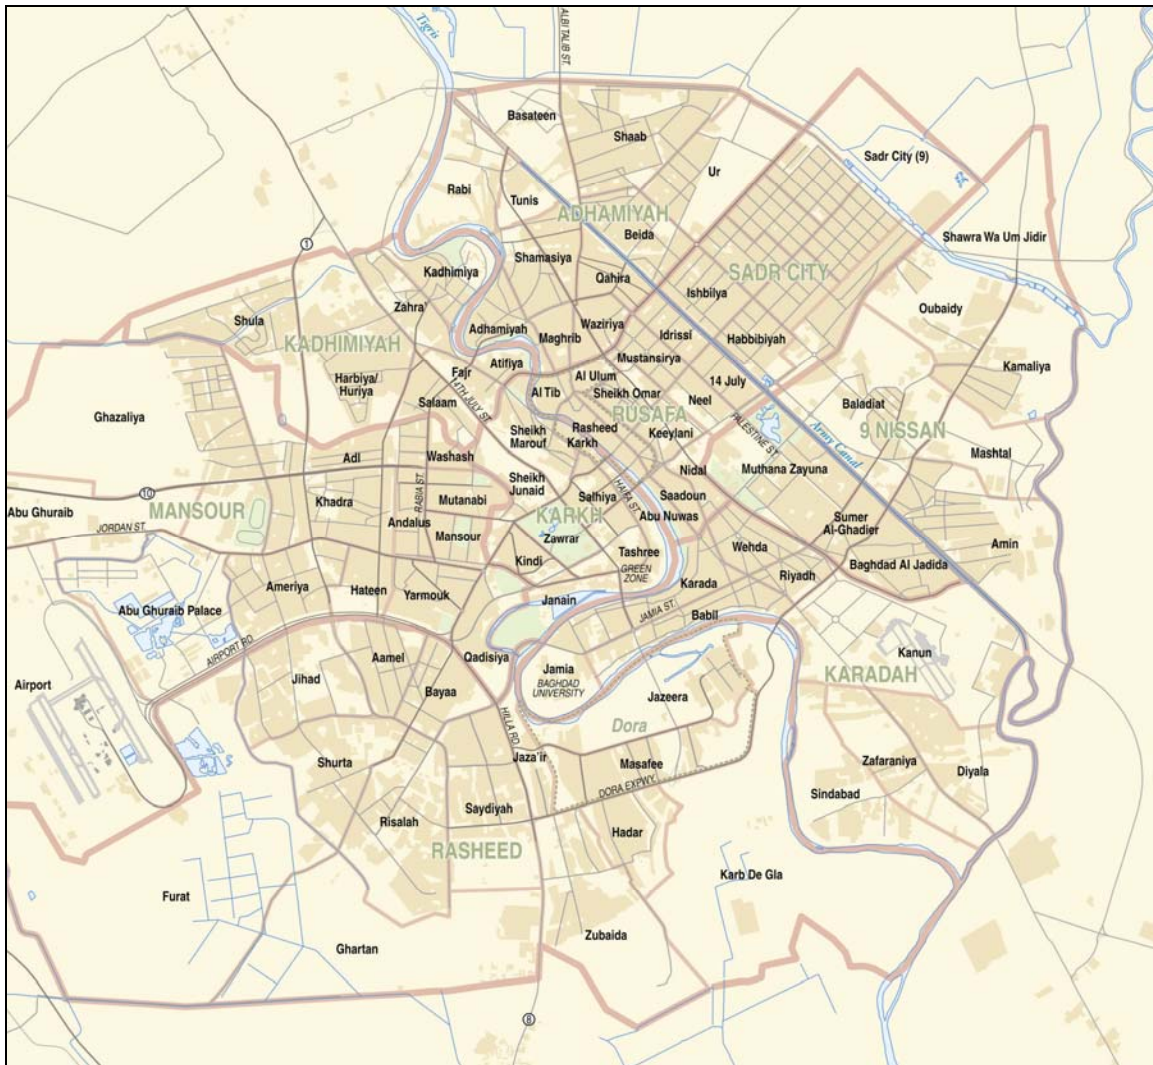 Tigris
ALBI TALIB ST.
Basateen
Shaab
Sadr City (9)
Ur
Rabi
Tunis
ADHAMIYAH
Beida
Shawra Wa Um Jidir
1
Shamasiya
Kadhimiya
SADR CITY
Qahira
Ishbilya
Zahra'
Oubaidy
Shula
Adhamiyah
Waziriya
Idrissi
Maghrib
Habbibiyah
KADHIMIYAH
Mustansirya
Atifiya
Kamaliya
Fajr
Al Ulum
Harbiya/
Huriya
14 July
14TH JULY ST.
Al Tib
Sheikh Omar
Neel
Salaam
Baladiat
Ghazaliya
RUSAFA
PALESTINE ST.
Sheikh
Marouf
Rasheed
Karkh
Keeylani
9 NISSAN
Army Canal
Adl
Washash
Mashtal
Nidal
Muthana Zayuna
Sheikh
Junaid
RABIA ST.
HAIFA ST.
10
Khadra
Mutanabi
Salhiya
Saadoun
Abu Ghuraib
MANSOUR
KARKH
Abu Nuwas
Sumer
Al-Ghadier
JORDAN ST.
Andalus
Mansour
Zawrar
Wehda
Amin
Tashree
Kindi
GREEN
ZONE
Baghdad Al Jadida
Riyadh
Ameriya
Hateen
Yarmouk
Karada
Janain
Abu Ghuraib Palace
JAMIA ST.
Babil
AIRPORT RD
Aamel
Qadisiya
Kanun
Jamia
BAGHDAD
UNIVERSITY
KARADAH
Airport
Jihad
Bayaa
Jazeera
Dora
HILLA RD
Shurta
Jaza'ir
Masafee
Zafaraniya
Diyala
DORA EXPWY.
Sindabad
Saydiyah
Risalah
Hadar
RASHEED
Karb De Gla
Furat
Zubaida
Ghartan
8